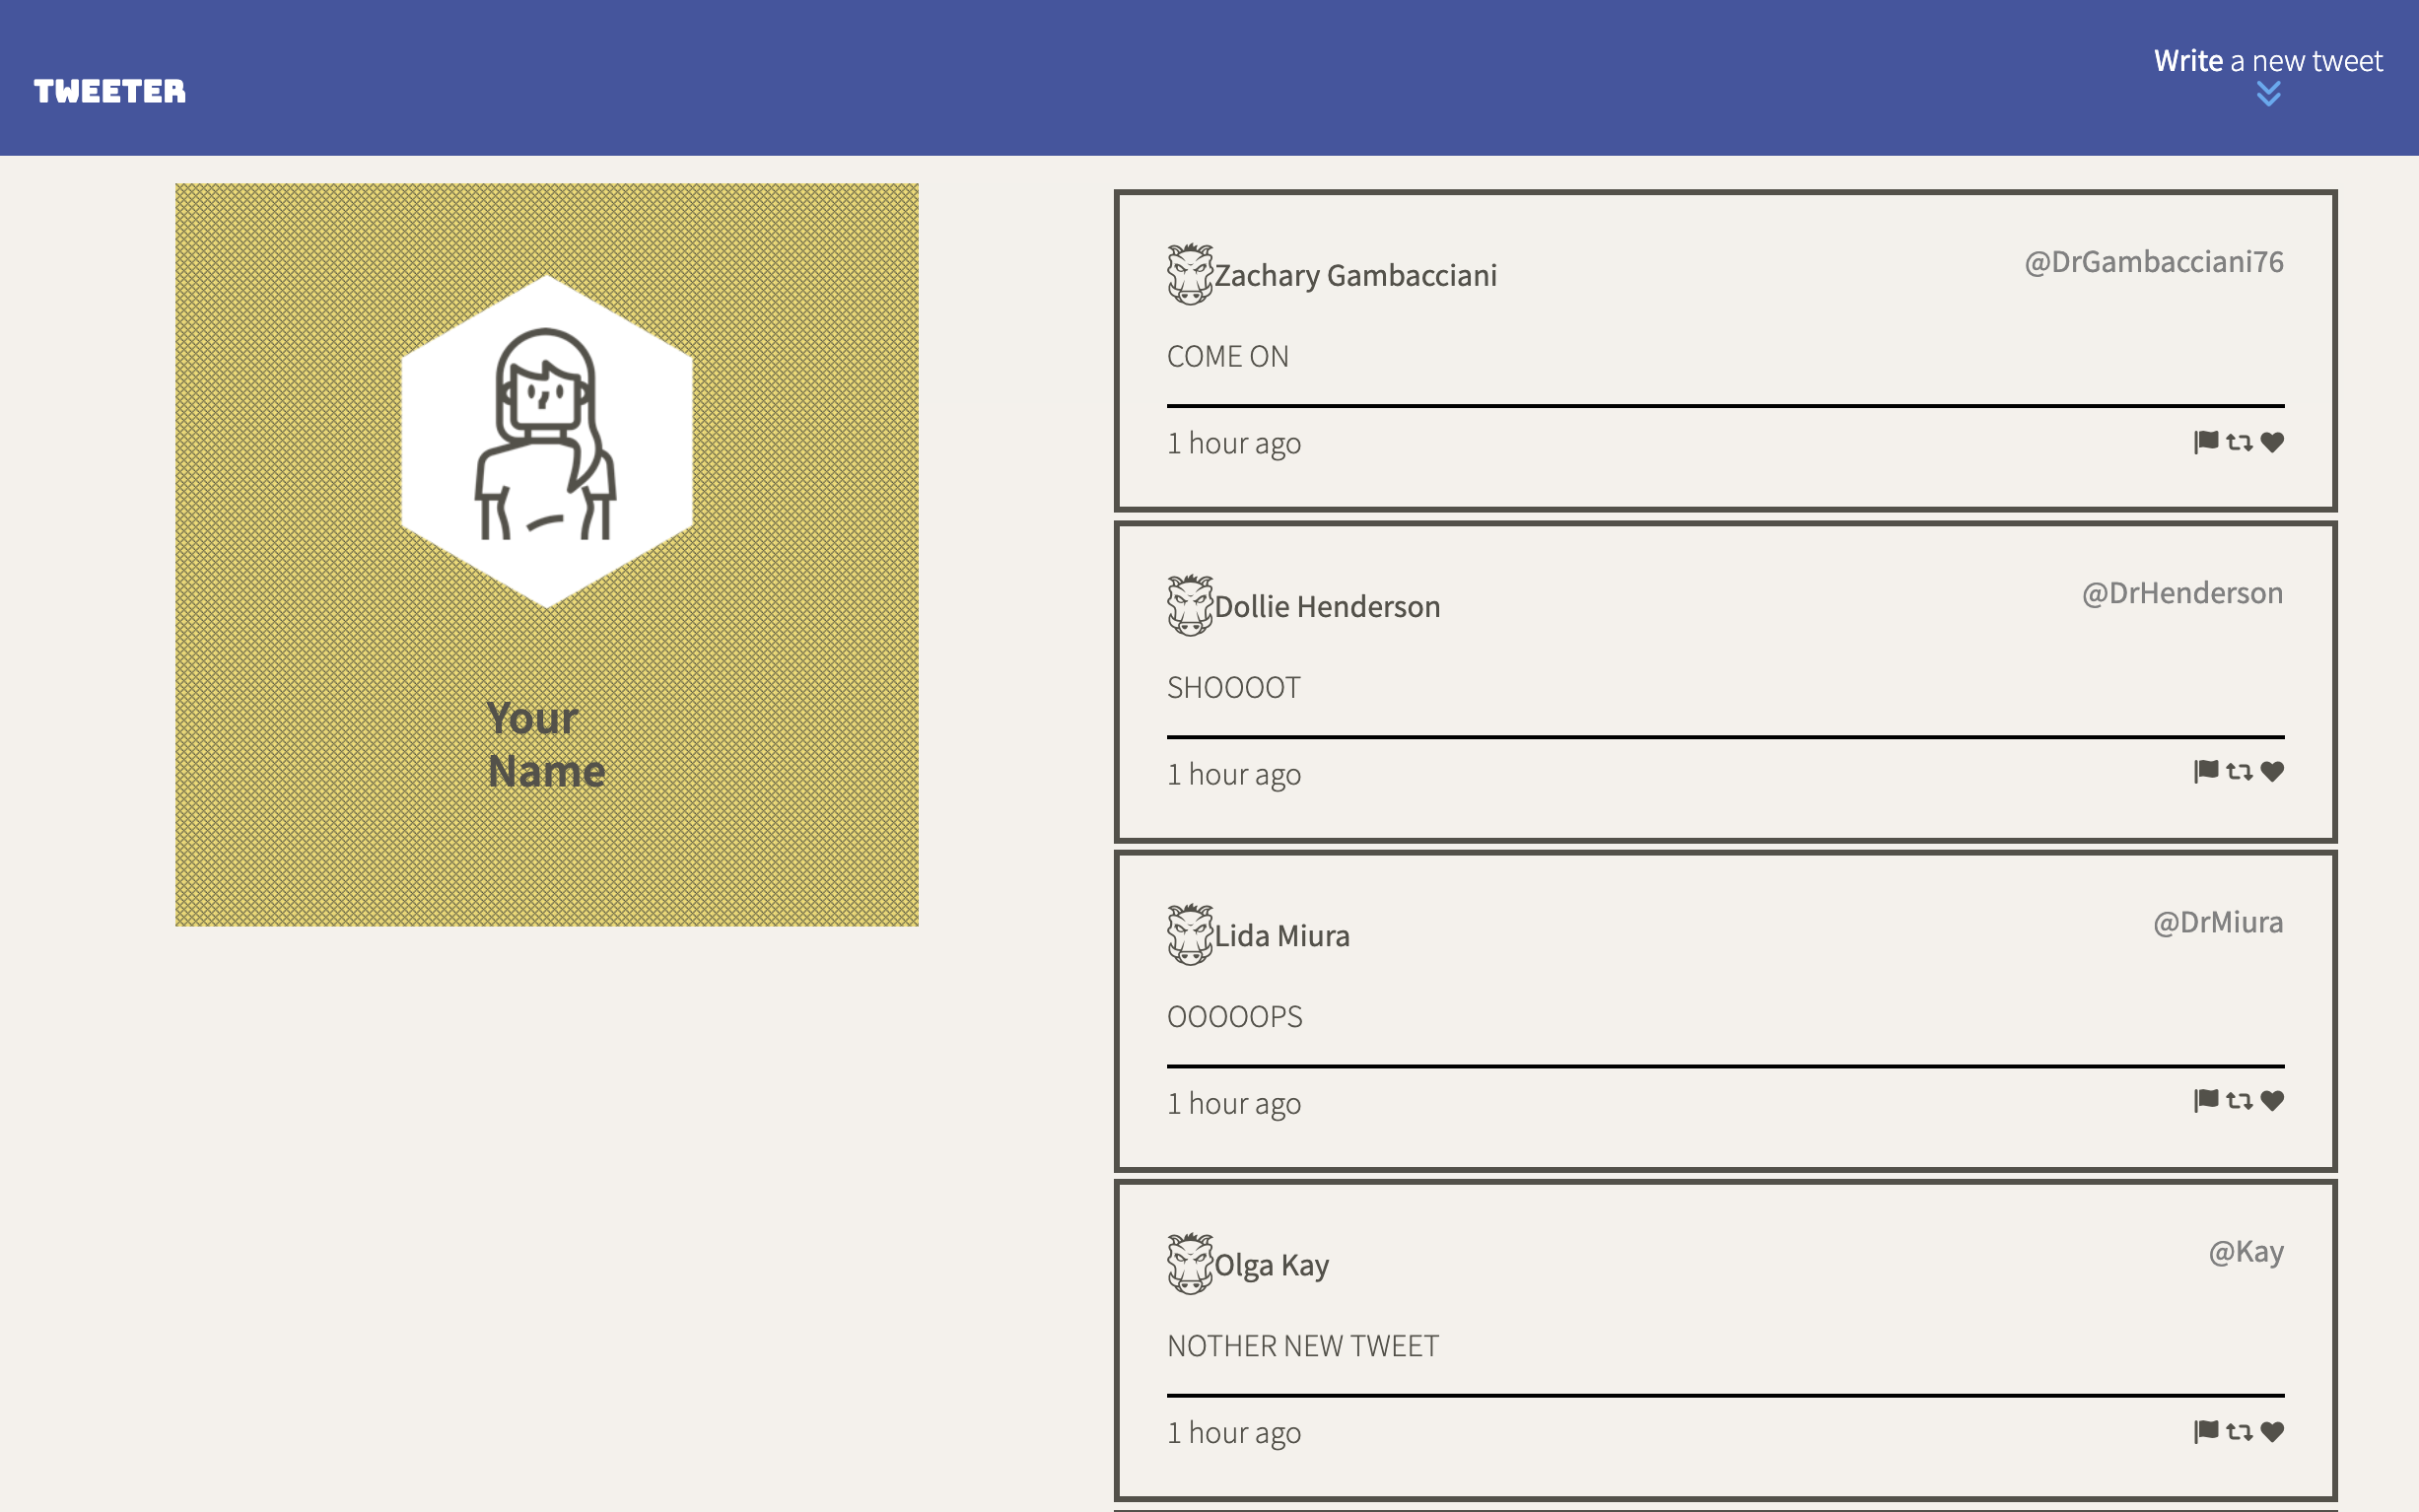 TWEETER
Write a new tweet
Your
Name
Zachary Gambacciani
@DrGambacciani76
COME ON
1 hour ago
Dollie Henderson
@DrHenderson
SHOOOOT
1 hour ago
Lida Miura
@DrMiura
OOOOOPS
1 hour ago
Olga Kay
@Kay
NOTHER NEW TWEET
1 hour ago